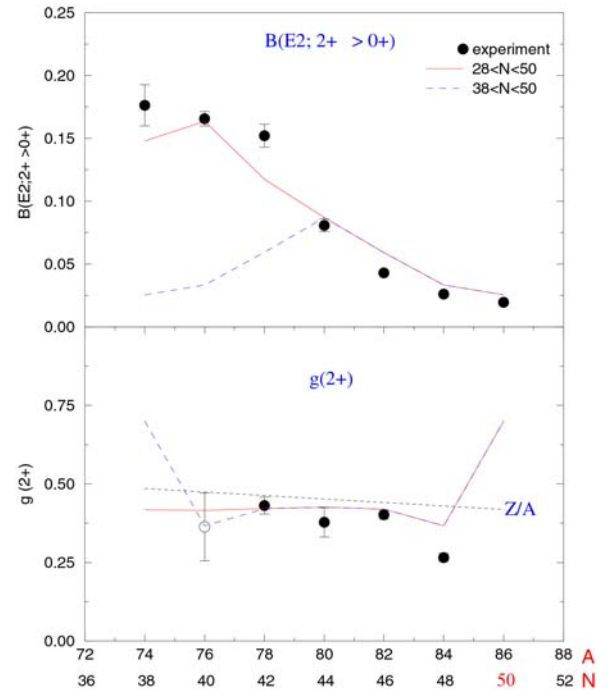 B(E2; 2+ > 0+)
experiment
28<N<50
38<N<50
0.25
0.20
0.15
0.10
0.05
0.00
B(E2;2+ >0+)
g(2+)
0.75
0.50
0.25
0.00
g (2+)
Z/A
72 74 76 78 80 82 84 86 88 A
36 38 40 42 44 46 48 50 52 N